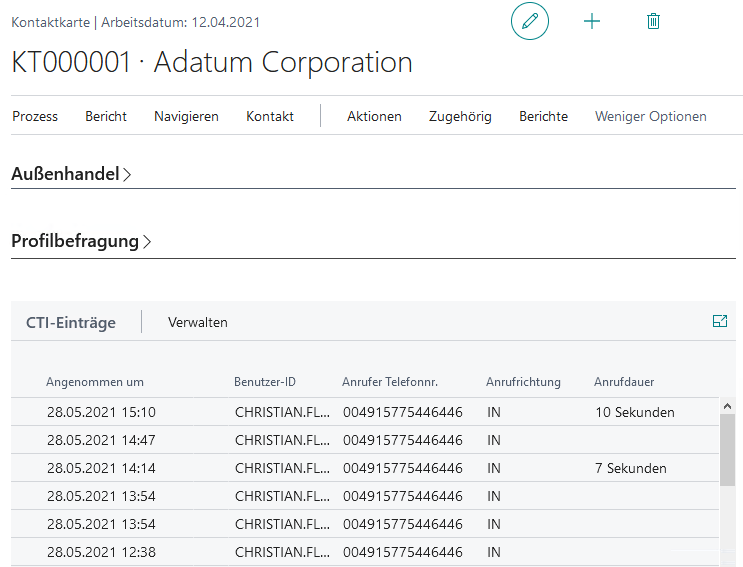 Kontaktkarte | Arbeitsdatum: 12.04.2021
KT000001 · Adatum Corporation
Prozess Bericht Navigieren Kontakt Aktionen Zugehörig Berichte Weniger Optionen
Außenhandel
Profilbefragung
CTI-Einträge Verwalten
Angenommen um Benutzer-ID Anrufer Telefonnr. Anrufrichtung Anrufdauer
28.05.2021 15:10 CHRISTIAN.FL... 004915775446446 IN 10 Sekunden
28.05.2021 14:47 CHRISTIAN.FL... 004915775446446 IN
28.05.2021 14:14 CHRISTIAN.FL... 004915775446446 IN 7 Sekunden
28.05.2021 13:54 CHRISTIAN.FL... 004915775446446 IN
28.05.2021 13:54 CHRISTIAN.FL... 004915775446446 IN
28.05.2021 12:38 CHRISTIAN.FL... 004915775446446 IN